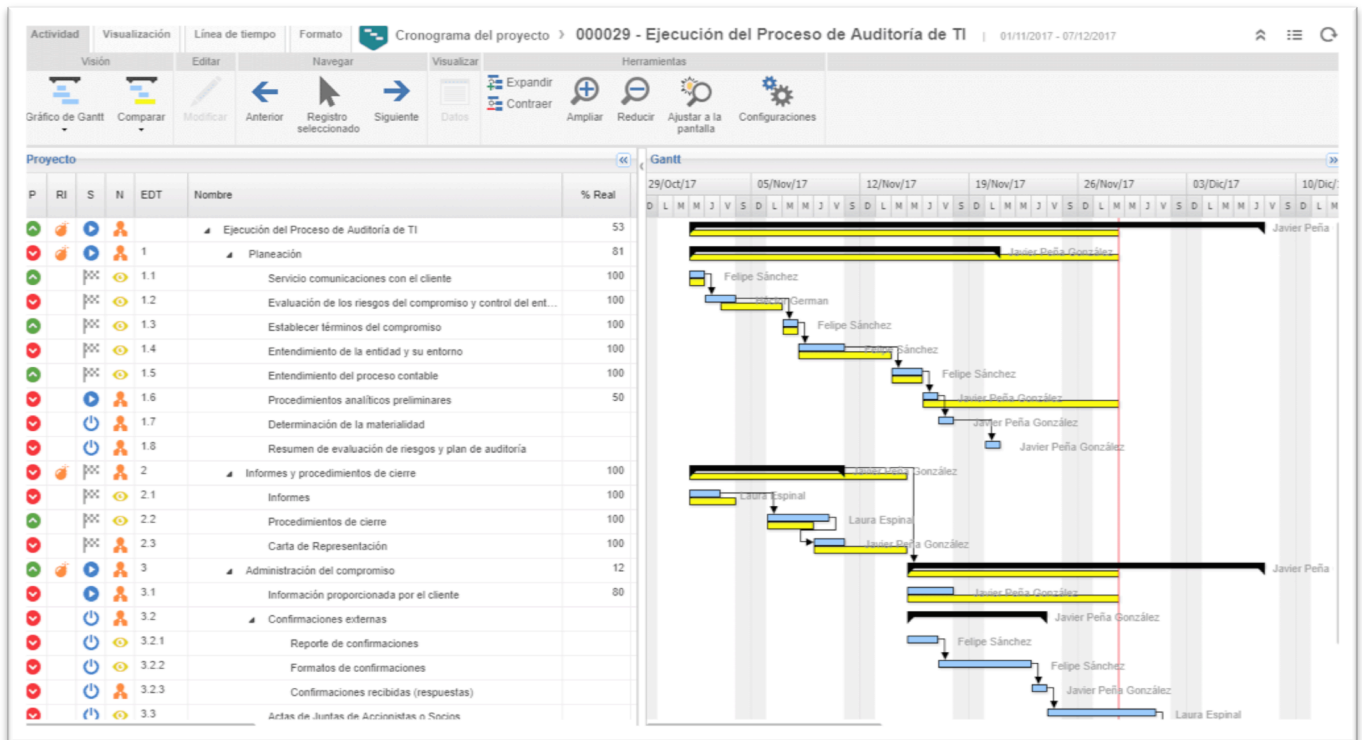 Actividad Visualización Línea de tiempo Formato Cronograma del proyecto > 000029 - Ejecución del Proceso de Auditoría de TI | 01/11/2017 - 07/12/2017
Visión Editar Navegar Visualizar Herramientas
Gráfico de Gantt Comparar Modificar Anterior Registro seleccionado Siguiente Datos Expandir Contraer Ampliar Reducir Ajustar a la pantalla Configuraciones
Proyecto Gantt
P RI S N EDT Nombre % Real
29/Oct/17 05/Nov/17 12/Nov/17 19/Nov/17 26/Nov/17 03/Dic/17 10/Dic/
D L M M J V S D L M M J V S D L M M J V S D L M M J V S D L M M J V S D L M M J V S D L M
Ejecución del Proceso de Auditoría de TI 53 Javier Peña
1 Planeación 81 Javier Peña González
1.1 Servicio comunicaciones con el cliente 100 Felipe Sánchez
1.2 Evaluación de los riesgos del compromiso y control del ent... 100 German
1.3 Establecer términos del compromiso 100 Felipe Sánchez
1.4 Entendimiento de la entidad y su entorno 100 Felipe Sánchez
1.5 Entendimiento del proceso contable 100 Felipe Sánchez
1.6 Procedimientos analíticos preliminares 50 Javier Peña González
1.7 Determinación de la materialidad Javier Peña González
1.8 Resumen de evaluación de riesgos y plan de auditoría Javier Peña González
2 Informes y procedimientos de cierre 100 Javier Peña González
2.1 Informes 100 Laura Espinal
2.2 Procedimientos de cierre 100 Laura Espinal
2.3 Carta de Representación 100 Javier Peña González
3 Administración del compromiso 12 Javier Peña
3.1 Información proporcionada por el cliente 80 Javier Peña González
3.2 Confirmaciones externas Javier Peña González
3.2.1 Reporte de confirmaciones Felipe Sánchez
3.2.2 Formatos de confirmaciones Felipe Sánchez
3.2.3 Confirmaciones recibidas (respuestas) Javier Peña González
3.3 Actas de Juntas de Accionistas o Socios Laura Espinal